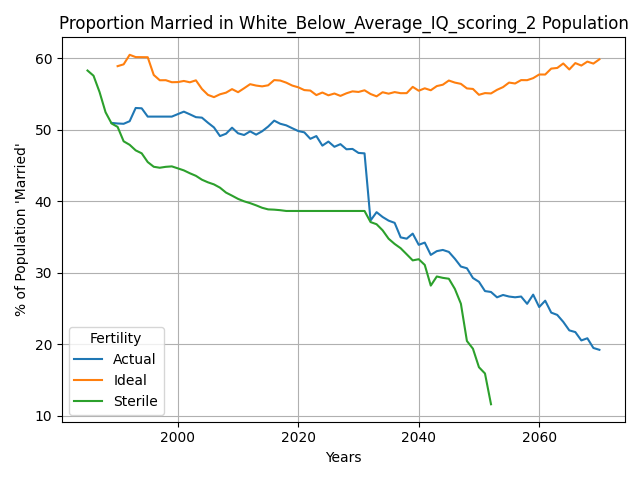 Proportion Married in White_Below_Average_IQ_scoring_2 Population
% of Population 'Married'
60
50
40
30
20
10
Fertility
Actual
Ideal
Sterile
2000 2020 2040 2060
Years